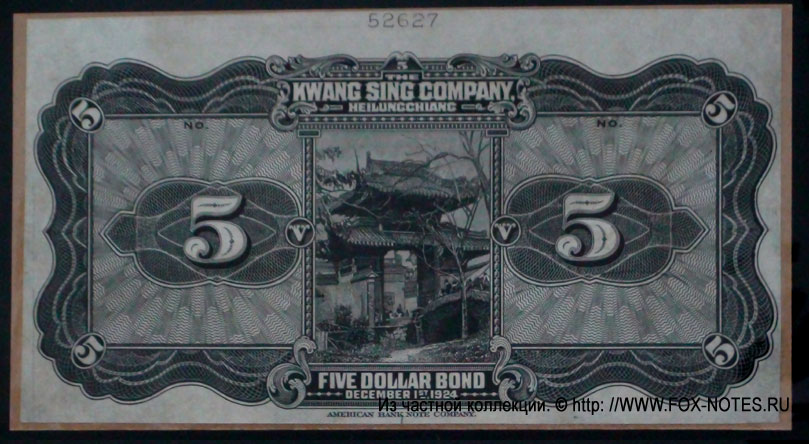 52627
5
THE
KWANG SING COMPANY
HEILUNGCHIANG
5 5
NO. NO.
5 5
V V
5 5
FIVE DOLLAR BOND
DECEMBER 1ST 1924
Из частной коллекции. © http: //WWW.FOX-NOTES.RU
AMERICAN BANK NOTE COMPANY.